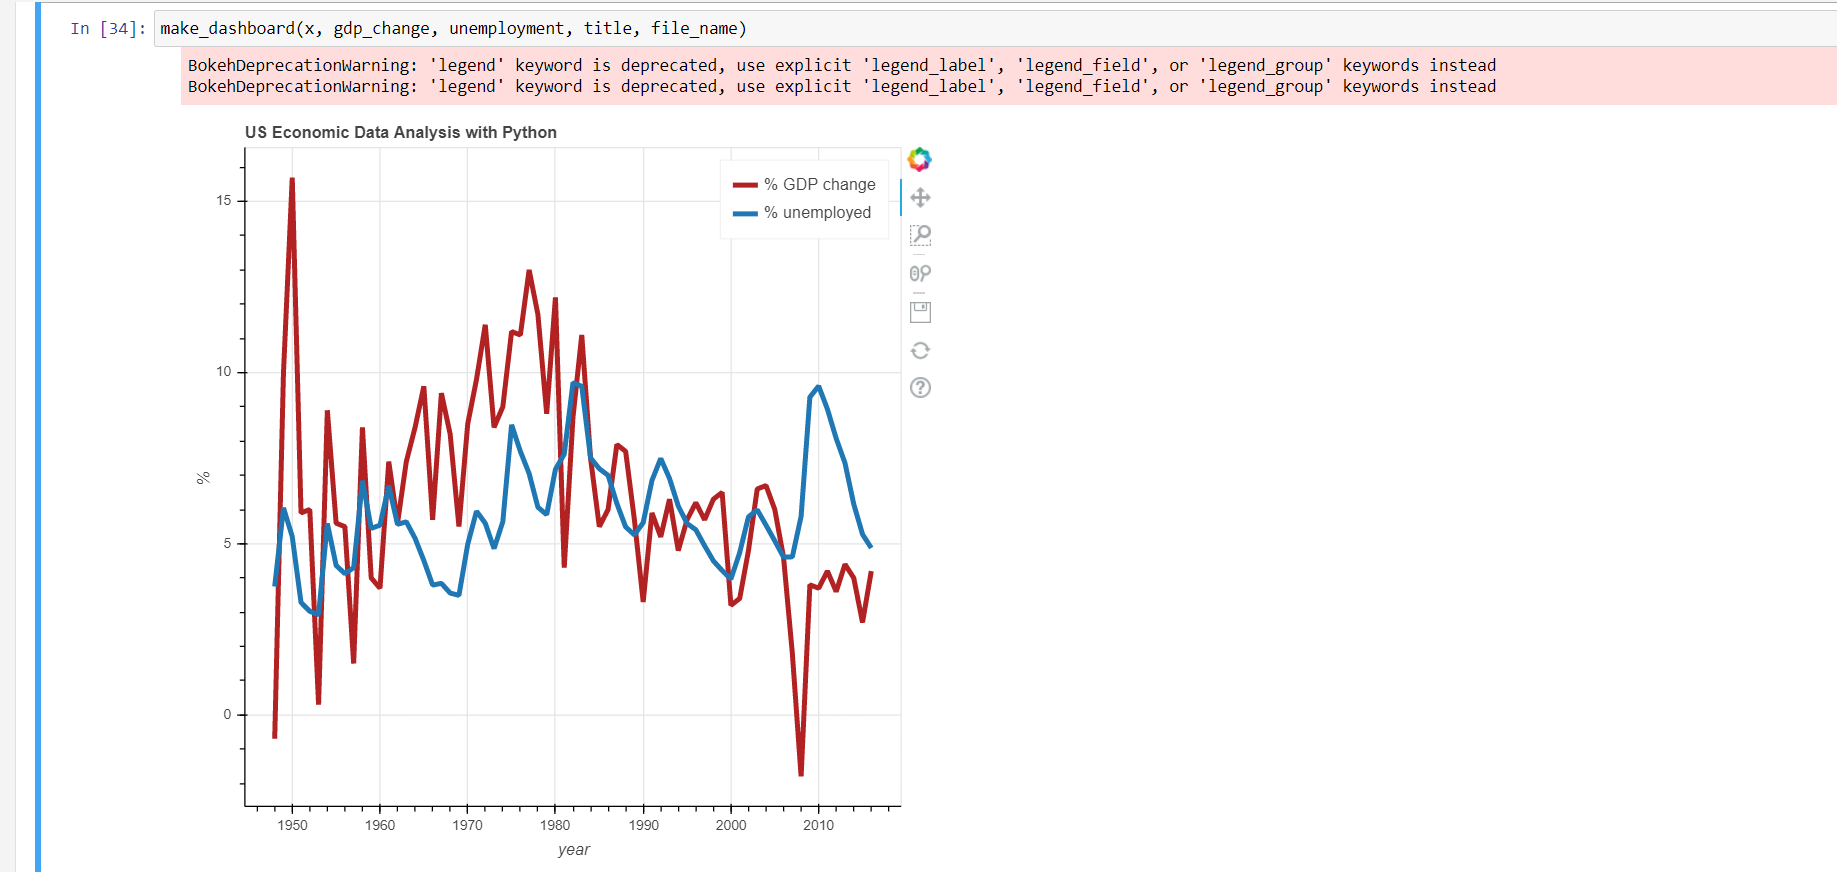 In [34]: make_dashboard(x, gdp_change, unemployment, title, file_name)
BokehDeprecationWarning: 'legend' keyword is deprecated, use explicit 'legend_label', 'legend_field', or 'legend_group' keywords instead
BokehDeprecationWarning: 'legend' keyword is deprecated, use explicit 'legend_label', 'legend_field', or 'legend_group' keywords instead
US Economic Data Analysis with Python
% GDP change
% unemployed
15
10
5
0
%
1950 1960 1970 1980 1990 2000 2010
year